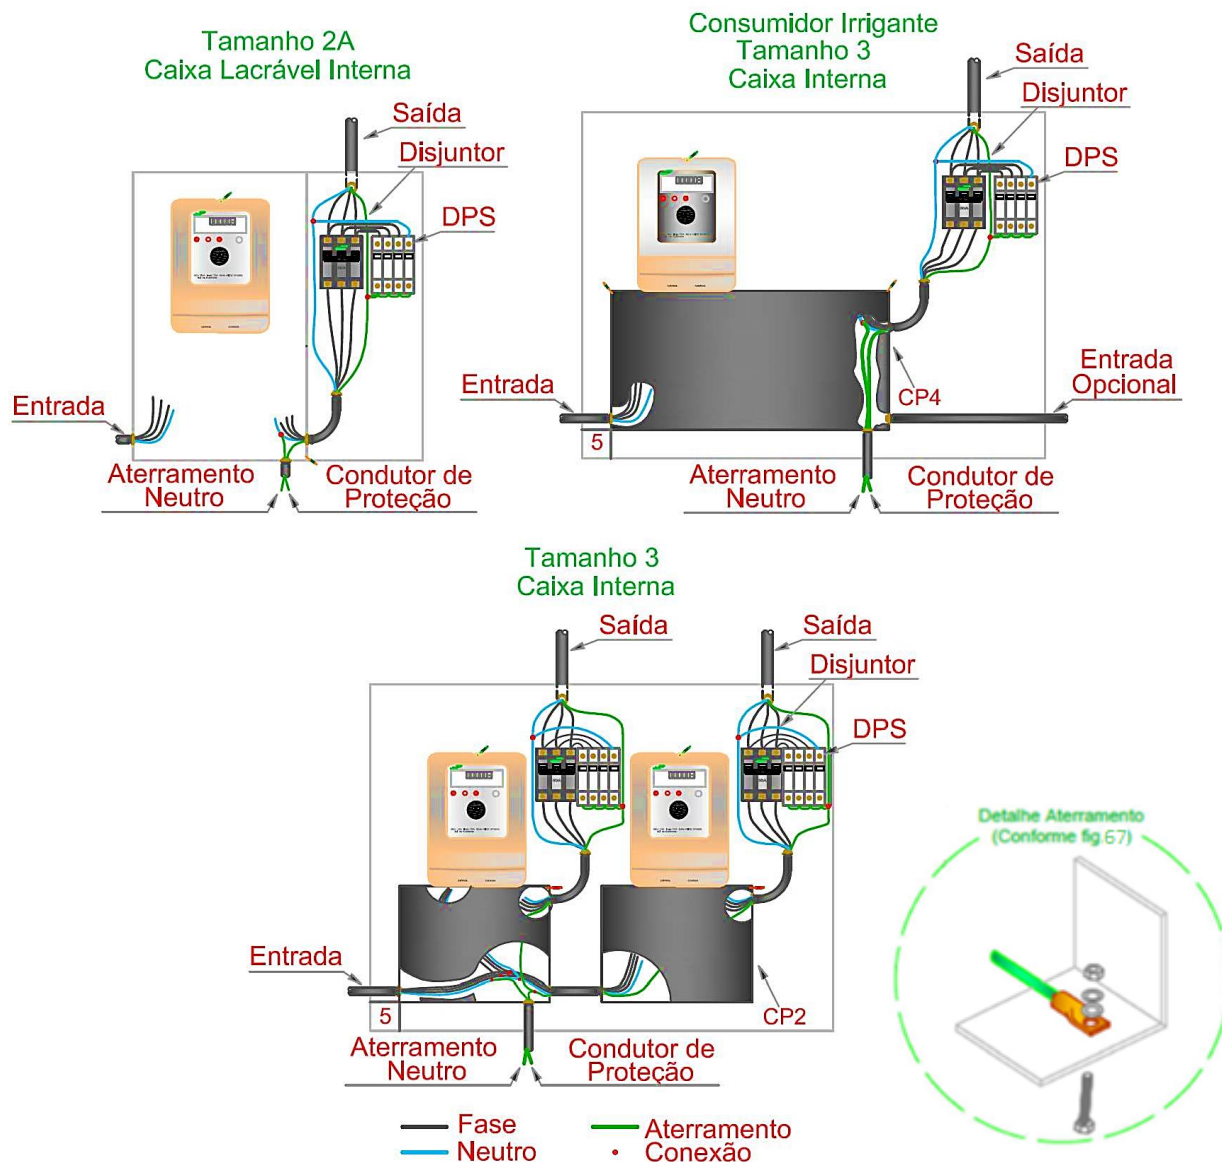 Tamanho 2A
Caixa Lacrável Interna
Saída
Disjuntor
DPS
Entrada
Aterramento
Neutro
Condutor de
Proteção
Consumidor Irrigante
Tamanho 3
Caixa Interna
Saída
Disjuntor
DPS
Entrada
5
CP4
Entrada
Opcional
Aterramento
Neutro
Condutor de
Proteção
Tamanho 3
Caixa Interna
Saída
Saída
Disjuntor
DPS
Entrada
5
CP2
Aterramento
Neutro
Condutor de
Proteção
Detalhe Aterramento
(Conforme fig.67)
Fase
Neutro
Aterramento
Conexão